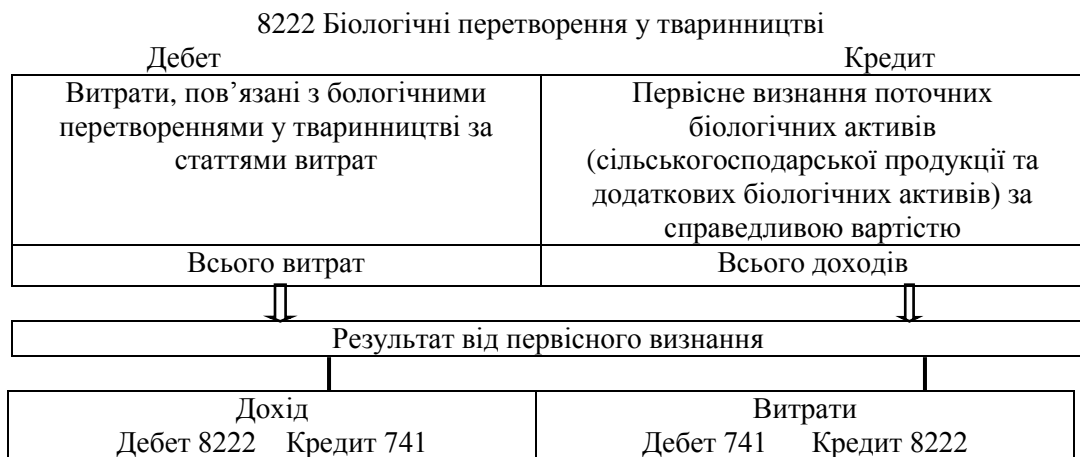 8222 Біологічні перетворення у тваринництві
Дебет Кредит
Витрати, пов’язані з бологічними
перетвореннями у тваринництві за
статтями витрат
Первісне визнання поточних
біологічних активів
(сільськогосподарської продукції та
додаткових біологічних активів) за
справедливою вартістю
Всього витрат
Всього доходів
Результат від первісного визнання
Дохід
Дебет 8222 Кредит 741
Витрати
Дебет 741 Кредит 8222